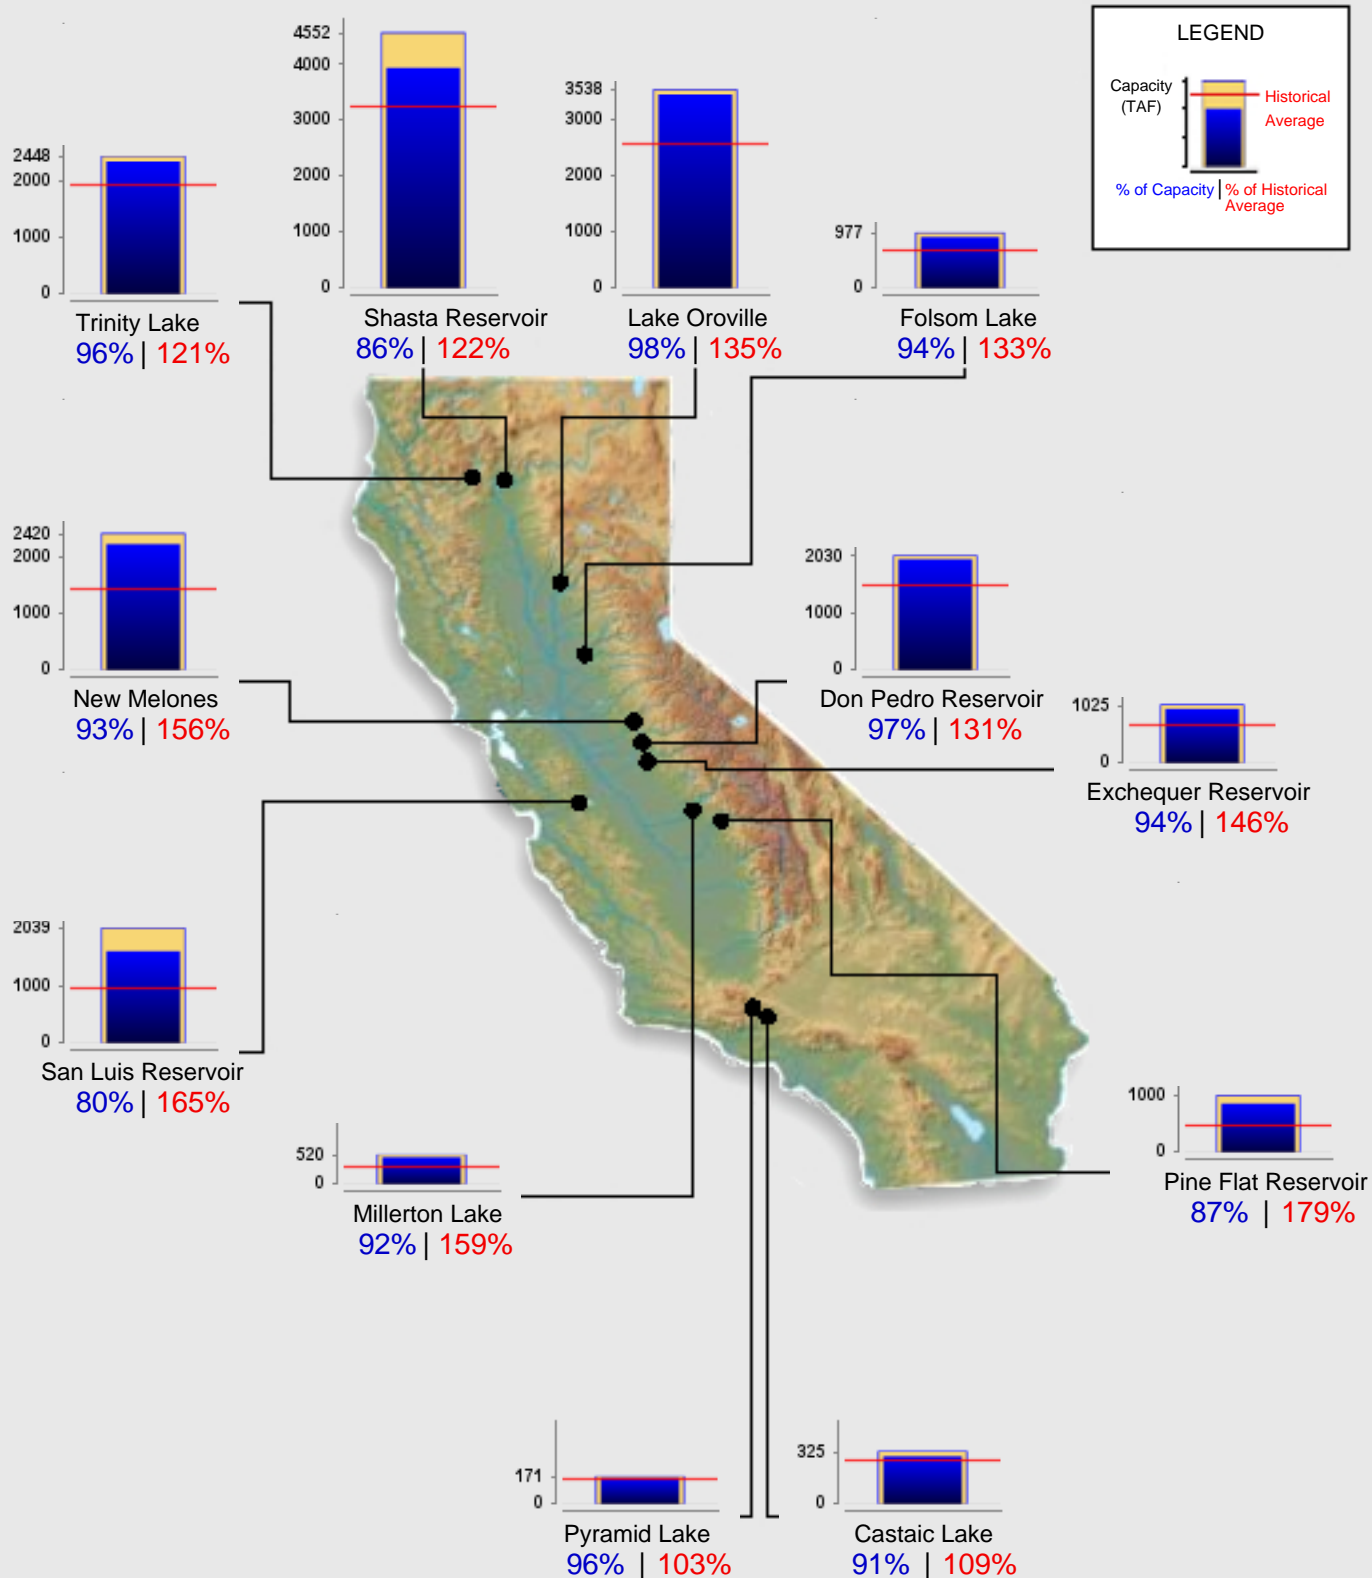 LEGEND
Capacity
(TAF)
Historical
Average
% of Capacity | % of Historical
Average
4552
4000
3000
2000
1000
0
Shasta Reservoir
86% | 122%
3538
3000
2000
1000
0
Lake Oroville
98% | 135%
2448
2000
1000
0
Trinity Lake
96% | 121%
977
0
Folsom Lake
94% | 133%
2420
2000
1000
0
New Melones
93% | 156%
2030
1000
0
Don Pedro Reservoir
97% | 131%
1025
0
Exchequer Reservoir
94% | 146%
2039
1000
0
San Luis Reservoir
80% | 165%
520
0
Millerton Lake
92% | 159%
1000
0
Pine Flat Reservoir
87% | 179%
171
0
Pyramid Lake
96% | 103%
325
0
Castaic Lake
91% | 109%